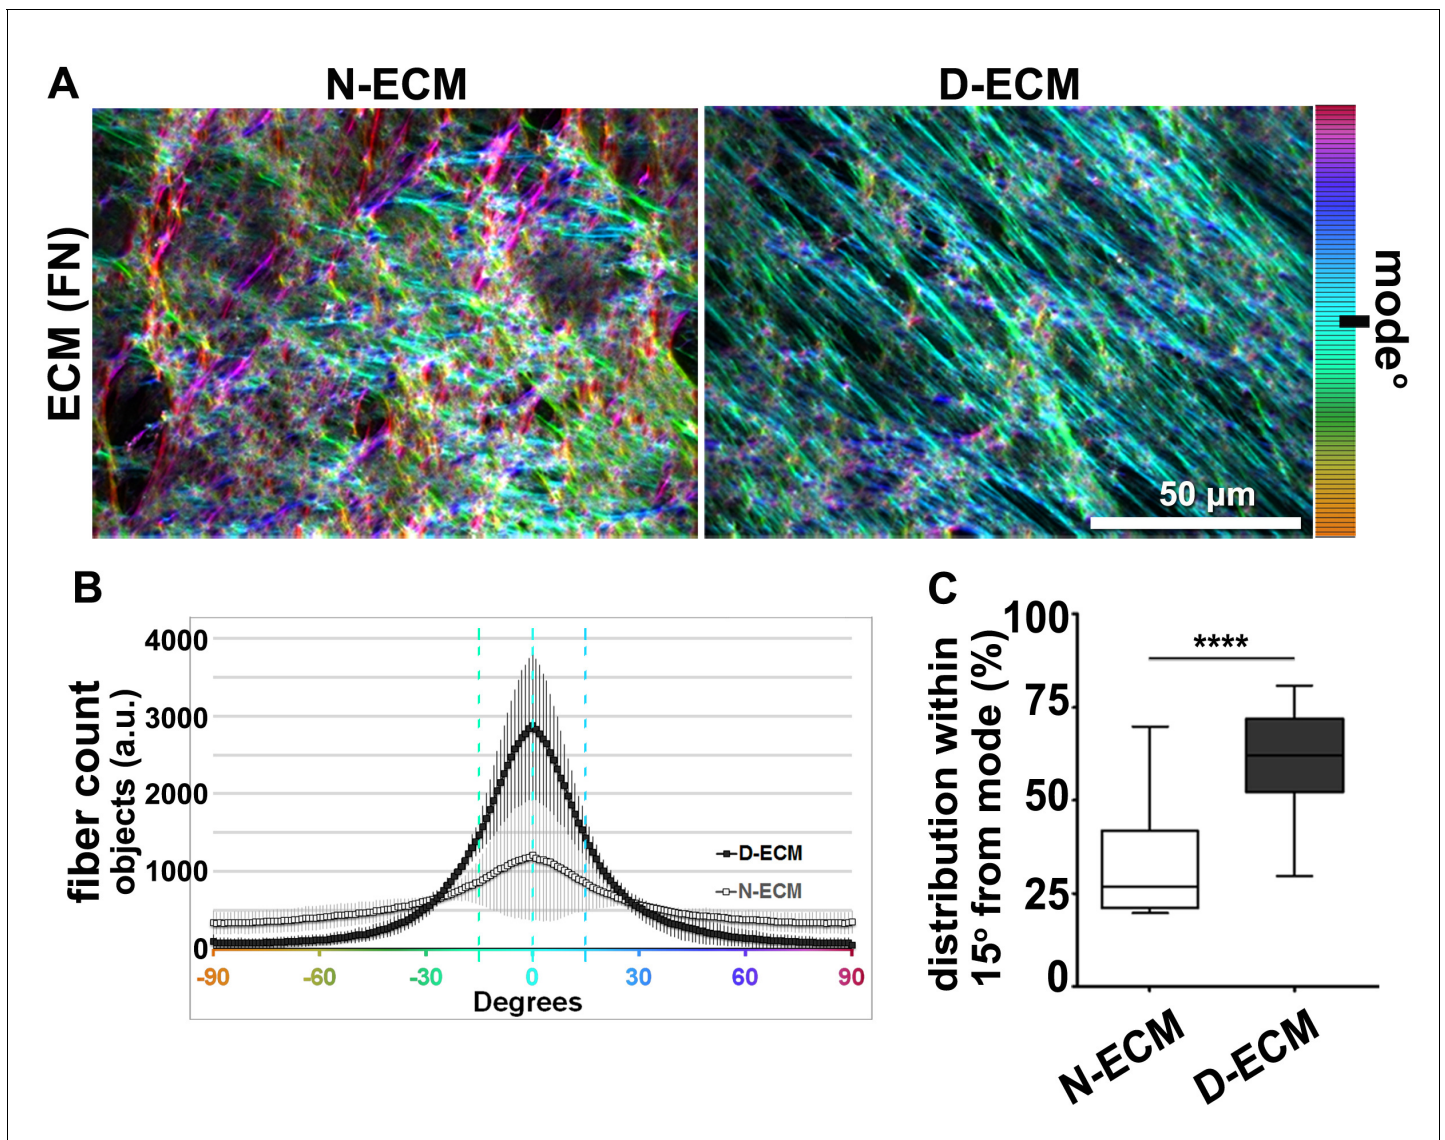 A
N-ECM
D-ECM
ECM (FN)
mode°
50 µm
B
4000
3000
2000
1000
0
fiber count
objects (a.u.)
D-ECM
N-ECM
-90 -60 -30 0 30 60 90
Degrees
C
distribution within
15° from mode (%)
100
75
50
25
0
****
N-ECM
D-ECM